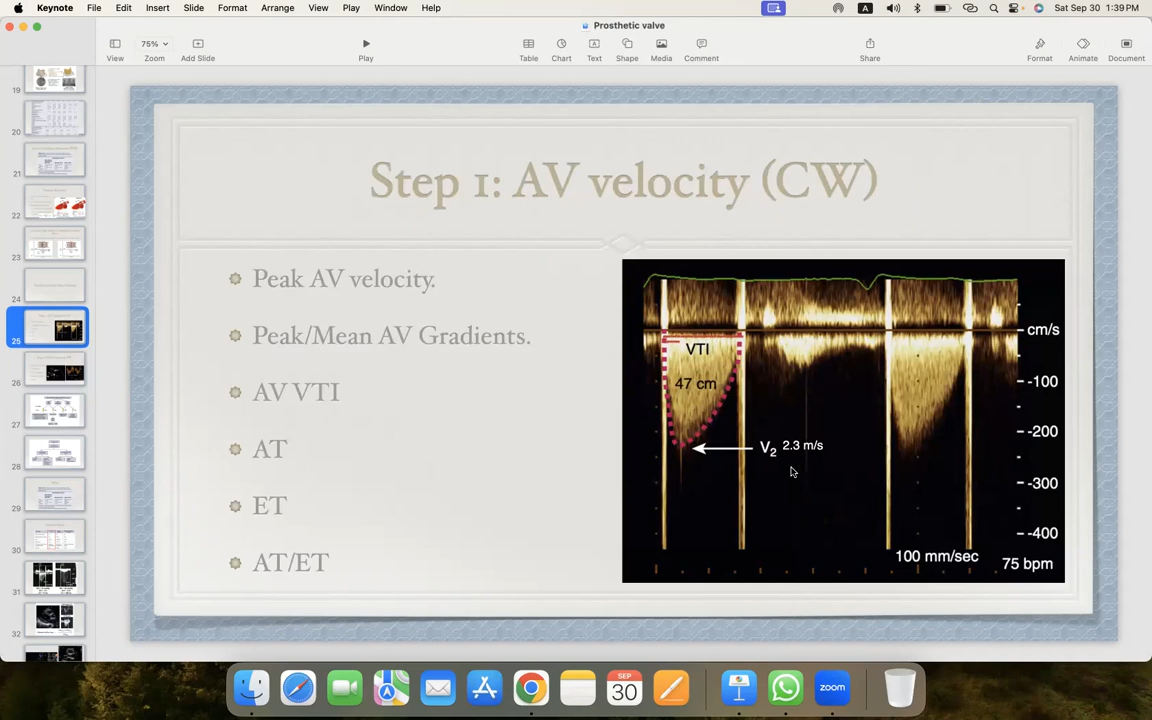 Keynote File Edit Insert Slide Format Arrange View Play Window Help
A
Sat Sep 30 1:39 PM
Prosthetic valve
75%
View Zoom Add Slide Play Table Chart Text Shape Media Comment Share Format Animate Document
19
20
21
22
23
24
25
26
27
28
29
30
31
32
Step 1: AV velocity (CW)
Peak AV velocity.
Peak/Mean AV Gradients.
AV VTI
AT
ET
AT/ET
cm/s
VTI
47 cm
-100
-200
V2 2.3 m/s
-300
-400
100 mm/sec
75 bpm
SEP
30
zoom